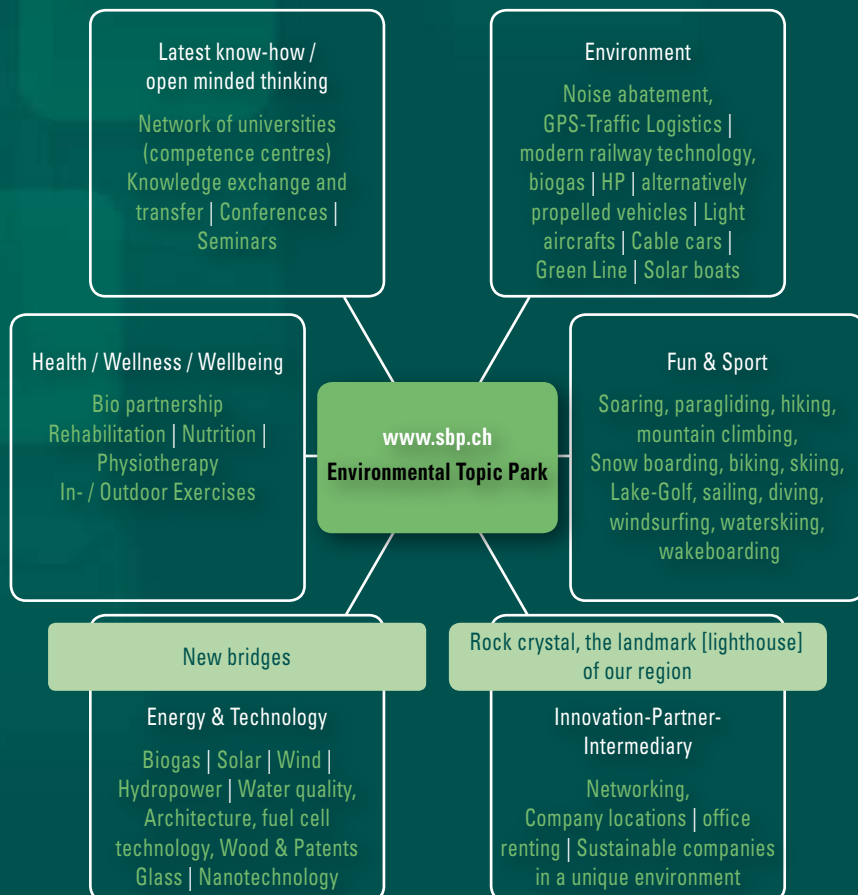 Latest know-how /
open minded thinking
Network of universities
(competence centres)
Knowledge exchange and
transfer | Conferences |
Seminars
Environment
Noise abatement,
GPS-Traffic Logistics |
modern railway technology,
biogas | HP | alternatively
propelled vehicles | Light
aircrafts | Cable cars |
Green Line | Solar boats
Health / Wellness / Wellbeing
Bio partnership
Rehabilitation | Nutrition |
Physiotherapy
In- / Outdoor Exercises
www.sbp.ch
Environmental Topic Park
Fun & Sport
Soaring, paragliding, hiking,
mountain climbing,
Snow boarding, biking, skiing,
Lake-Golf, sailing, diving,
windsurfing, waterskiing,
wakeboarding
New bridges
Energy & Technology
Biogas | Solar | Wind |
Hydropower | Water quality,
Architecture, fuel cell
technology, Wood & Patents
Glass | Nanotechnology
Rock crystal, the landmark [lighthouse]
of our region
Innovation-Partner-
Intermediary
Networking,
Company locations | office
renting | Sustainable companies
in a unique environment